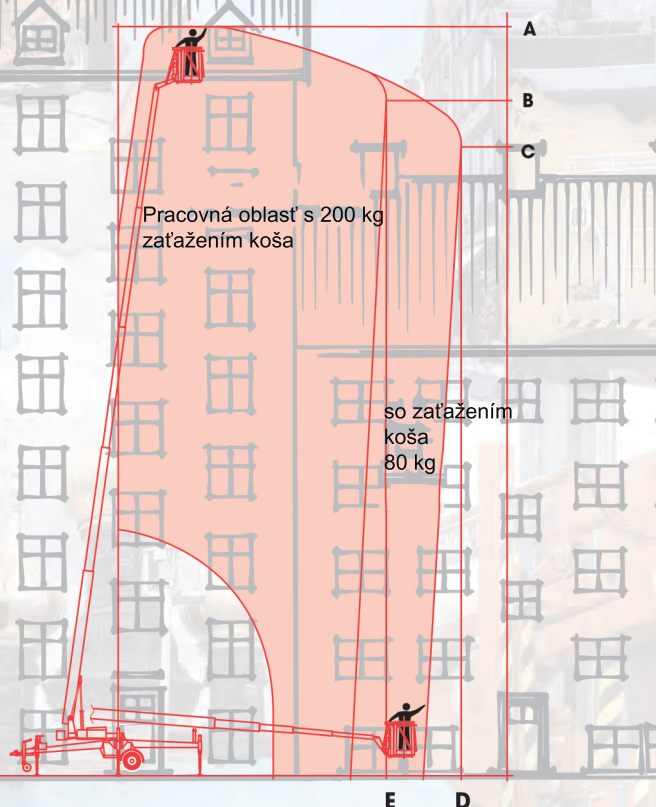 A
B
C
Pracovná oblasť s 200 kg
zaťažením koša
so zaťažením
koša
80 kg
E D